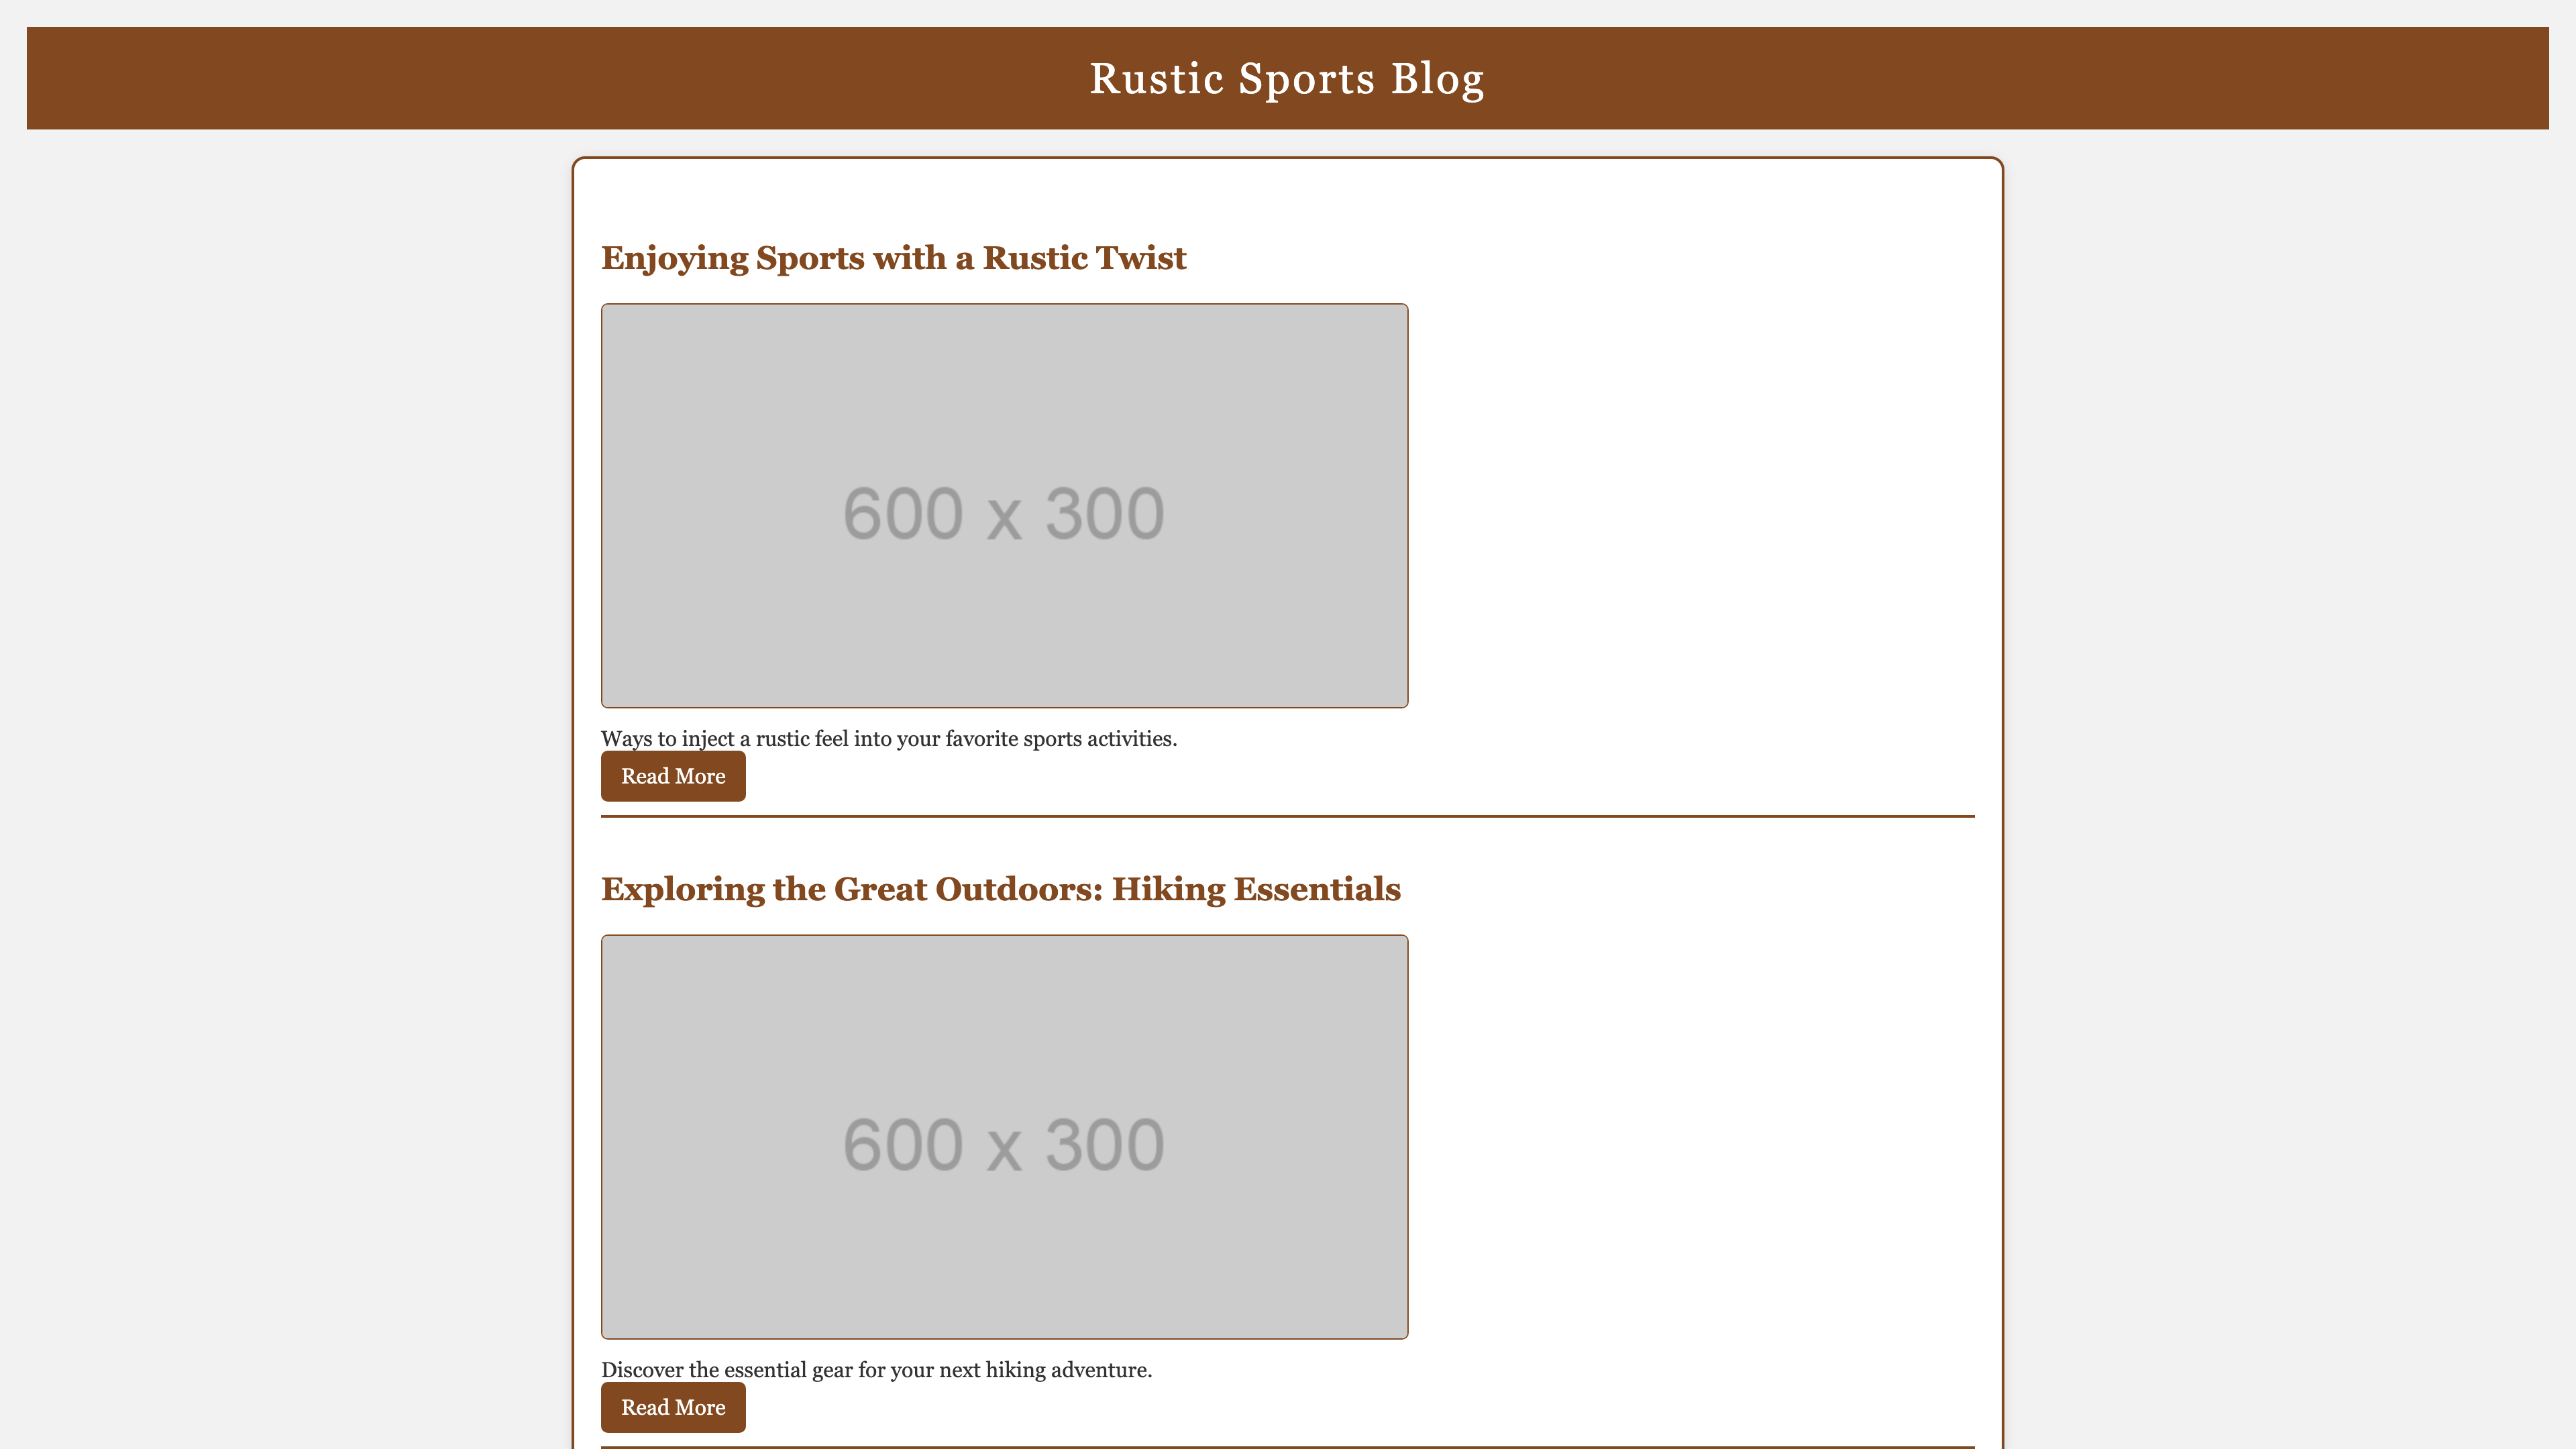 Rustic Sports Blog
Enjoying Sports with a Rustic Twist
600 x 300
Ways to inject a rustic feel into your favorite sports activities.
Read More
Exploring the Great Outdoors: Hiking Essentials
600 x 300
Discover the essential gear for your next hiking adventure.
Read More